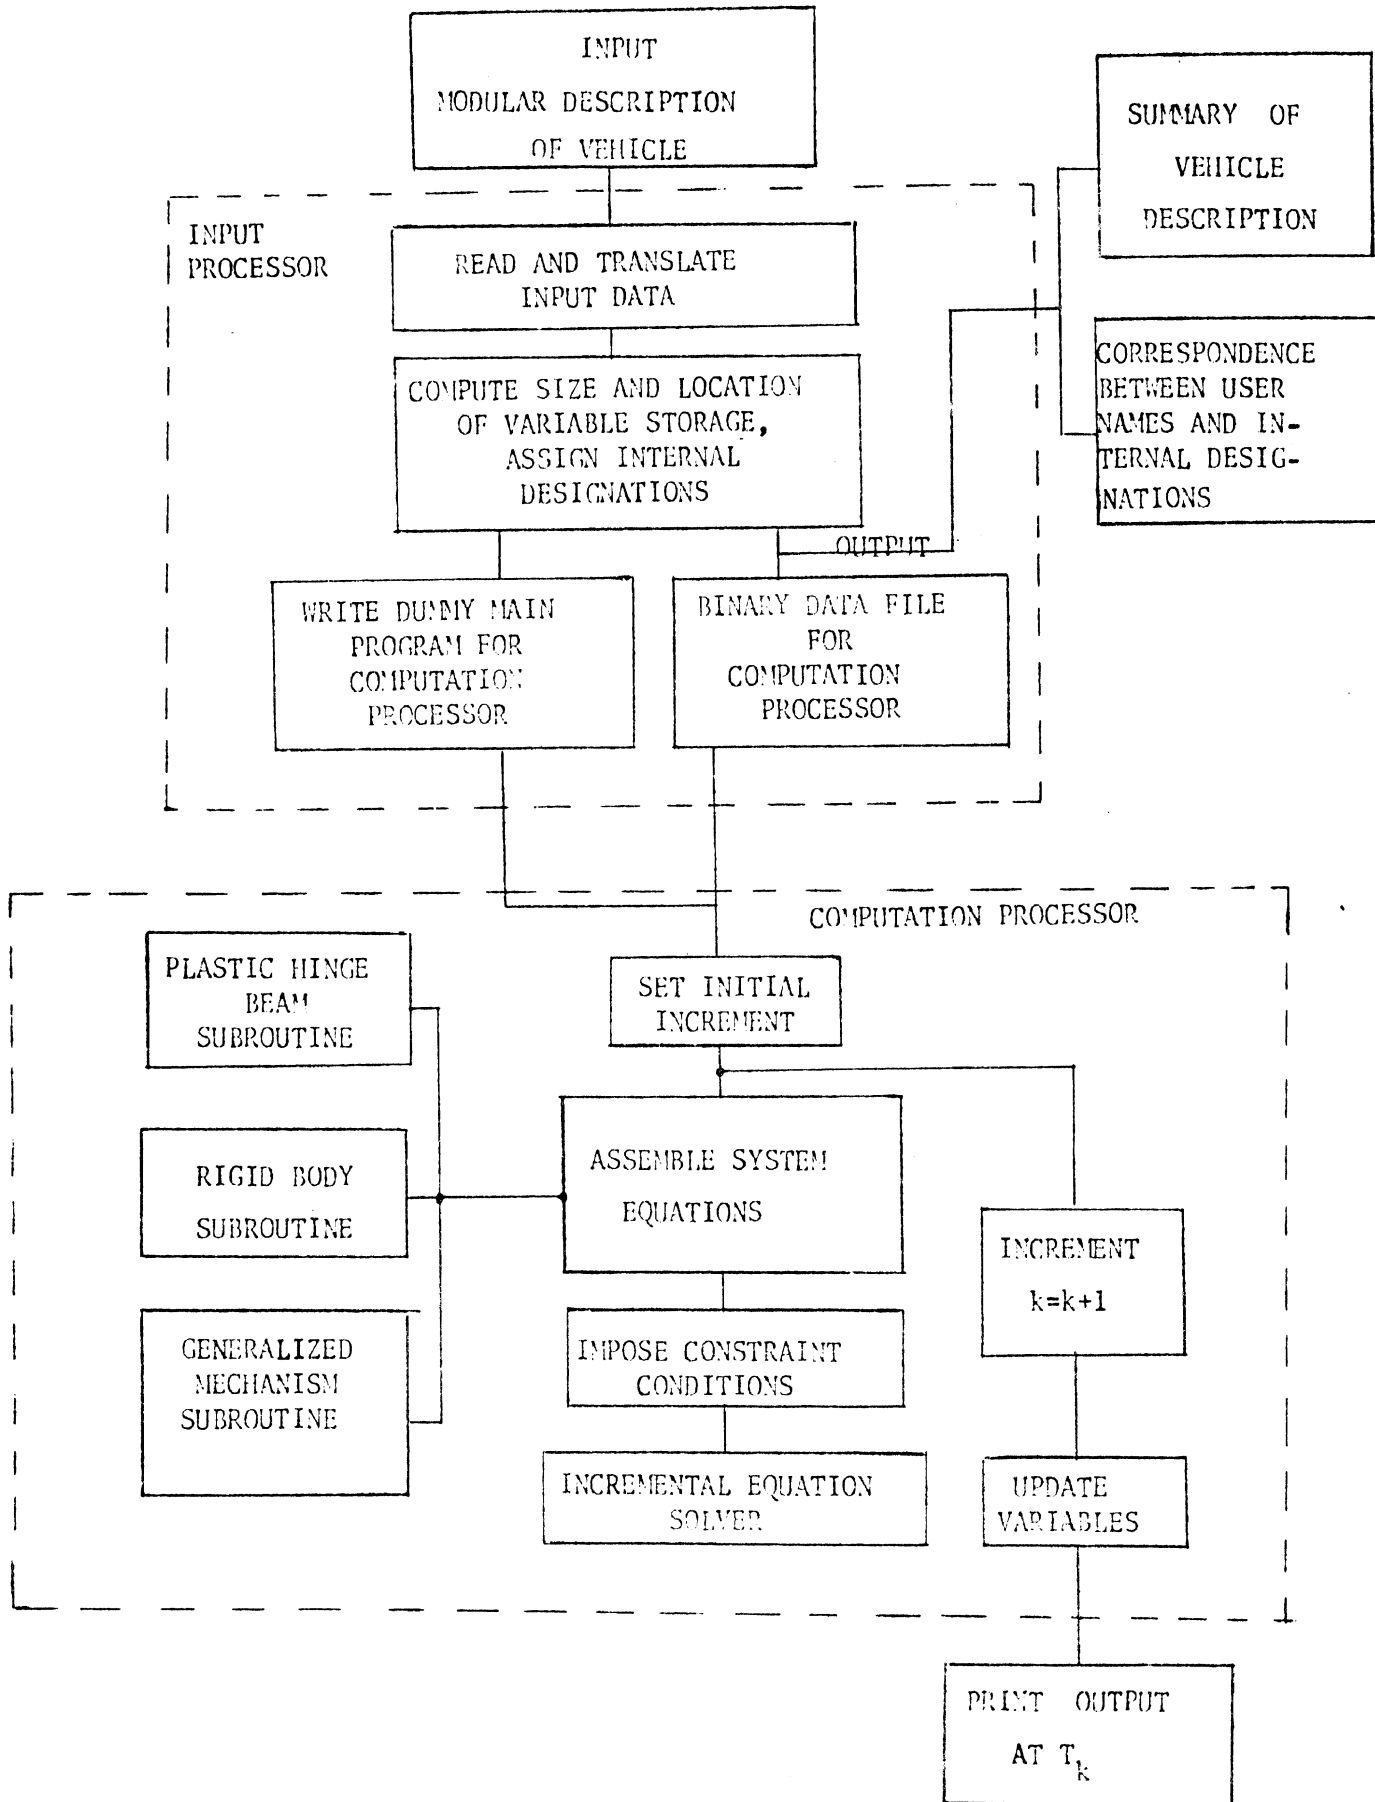 INPUT
MODULAR DESCRIPTION
OF VEHICLE
SUMMARY OF
VEHICLE
DESCRIPTION
INPUT
PROCESSOR
READ AND TRANSLATE
INPUT DATA
CORRESPONDENCE
BETWEEN USER
NAMES AND IN-
TERNAL DESIG-
NATIONS
COMPUTE SIZE AND LOCATION
OF VARIABLE STORAGE,
ASSIGN INTERNAL
DESIGNATIONS
OUTPUT
WRITE DUMMY MAIN
PROGRAM FOR
COMPUTATION
PROCESSOR
BINARY DATA FILE
FOR
COMPUTATION
PROCESSOR
COMPUTATION PROCESSOR
PLASTIC HINGE
BEAM
SUBROUTINE
SET INITIAL
INCREMENT
RIGID BODY
SUBROUTINE
ASSEMBLE SYSTEM
EQUATIONS
INCREMENT
k=k+1
GENERALIZED
MECHANISM
SUBROUTINE
IMPOSE CONSTRAINT
CONDITIONS
INCREMENTAL EQUATION
SOLVER
UPDATE
VARIABLES
PRINT OUTPUT
AT Tk